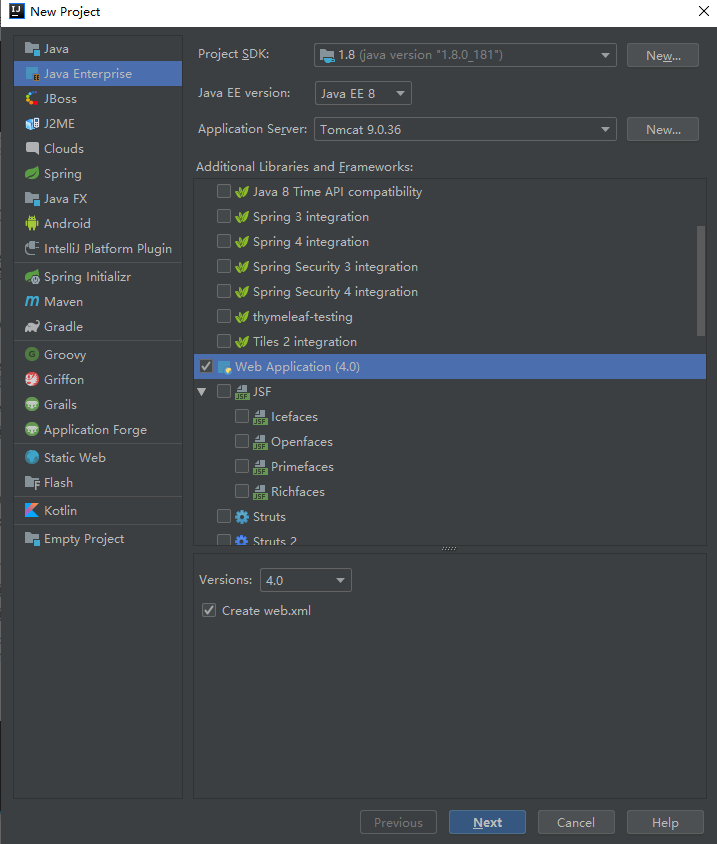 New Project
Java
Java Enterprise
JBoss
J2ME
Clouds
Spring
Java FX
Android
IntelliJ Platform Plugin
Spring Initializr
Maven
Gradle
Groovy
Griffon
Grails
Application Forge
Static Web
Flash
Kotlin
Empty Project
Project SDK: 1.8 (java version "1.8.0_181") New...
Java EE version: Java EE 8
Application Server: Tomcat 9.0.36 New...
Additional Libraries and Frameworks:
Java 8 Time API compatibility
Spring 3 integration
Spring 4 integration
Spring Security 3 integration
Spring Security 4 integration
thymeleaf-testing
Tiles 2 integration
Web Application (4.0)
JSF
Icefaces
Openfaces
Primefaces
Richfaces
Struts
Struts 2
Versions: 4.0
Create web.xml
Previous Next Cancel Help